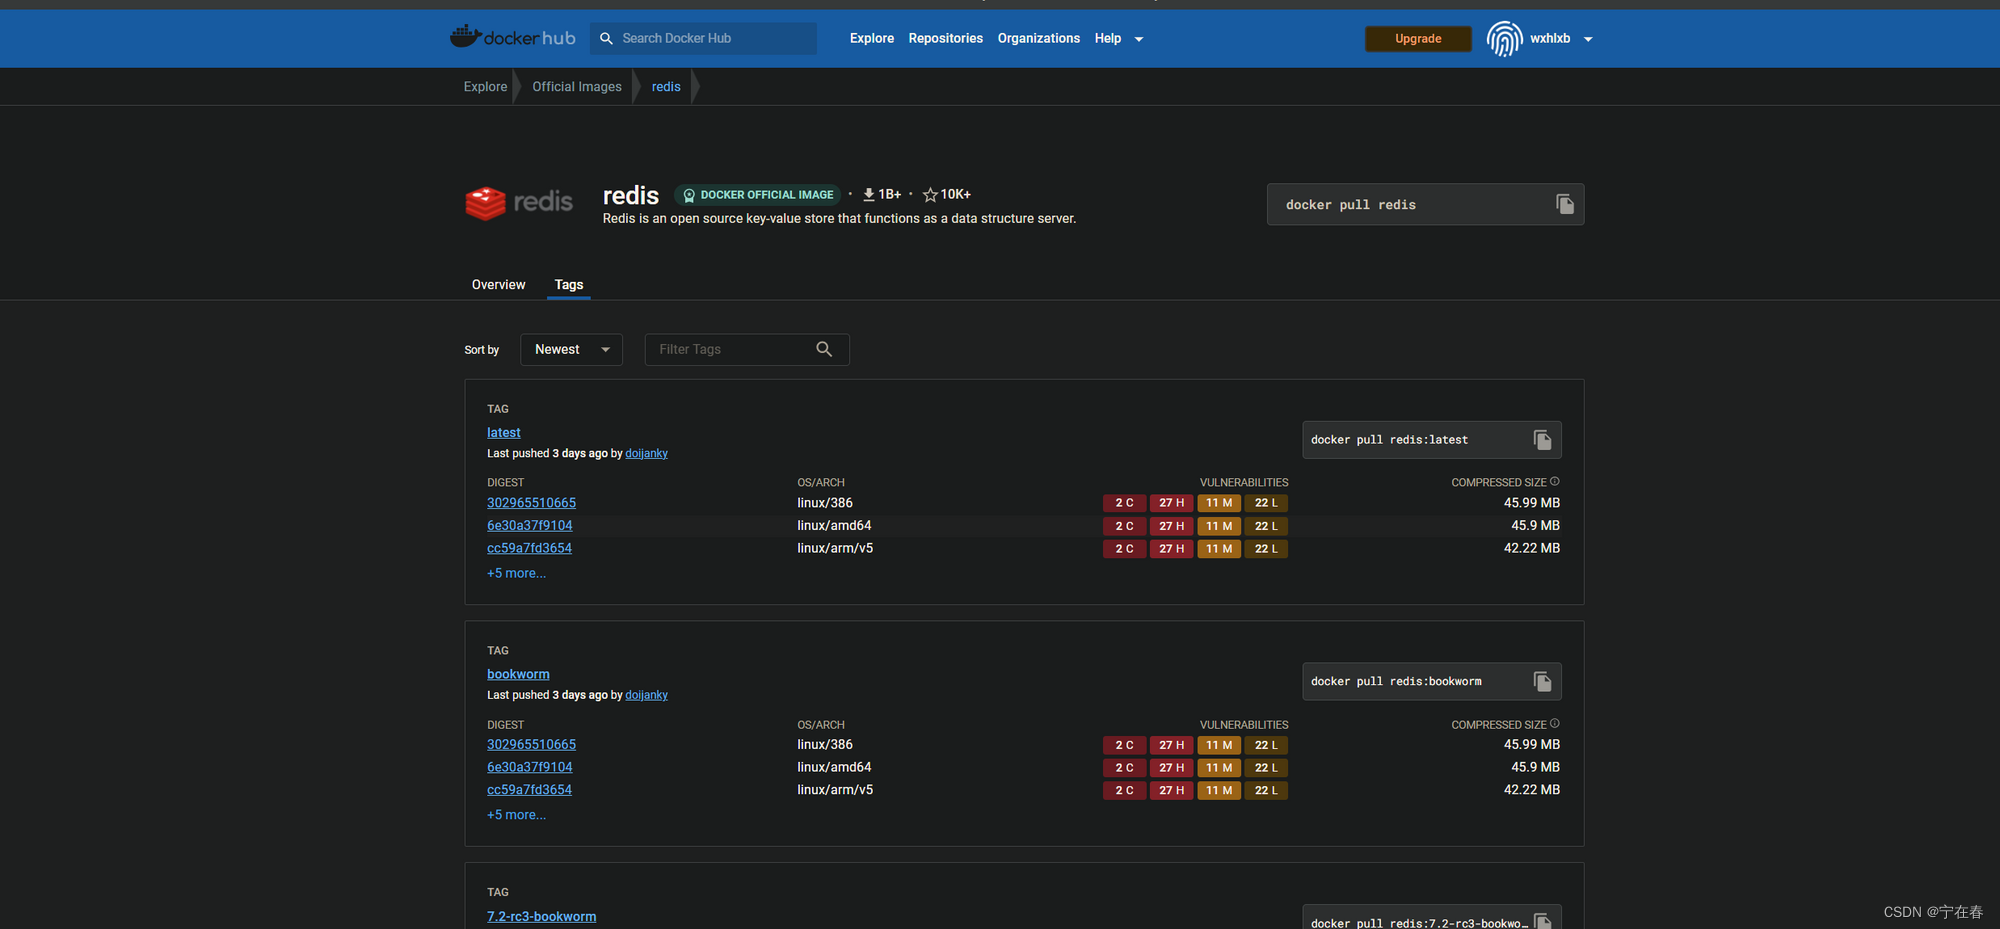 docker hub
Search Docker Hub
Explore Repositories Organizations Help
Upgrade
wxhlxb
Explore Official Images redis
redis
redis DOCKER OFFICIAL IMAGE · 1B+ · 10K+
Redis is an open source key-value store that functions as a data structure server.
docker pull redis
Overview Tags
Sort by Newest Filter Tags
TAG
latest
Last pushed 3 days ago by doijanky
docker pull redis:latest
DIGEST OS/ARCH VULNERABILITIES COMPRESSED SIZE
302965510665 linux/386 2 C 27 H 11 M 22 L 45.99 MB
6e30a37f9104 linux/amd64 2 C 27 H 11 M 22 L 45.9 MB
cc59a7fd3654 linux/arm/v5 2 C 27 H 11 M 22 L 42.22 MB
+5 more...
TAG
bookworm
Last pushed 3 days ago by doijanky
docker pull redis:bookworm
DIGEST OS/ARCH VULNERABILITIES COMPRESSED SIZE
302965510665 linux/386 2 C 27 H 11 M 22 L 45.99 MB
6e30a37f9104 linux/amd64 2 C 27 H 11 M 22 L 45.9 MB
cc59a7fd3654 linux/arm/v5 2 C 27 H 11 M 22 L 42.22 MB
+5 more...
TAG
7.2-rc3-bookworm
docker pull redis:7.2-rc3-bookwo...
CSDN @宁在春